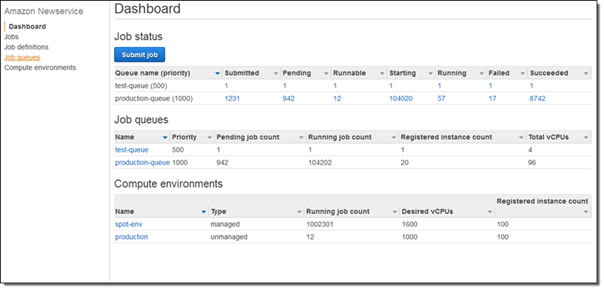 Amazon Newservice
Dashboard
Jobs
Job definitions
Job queues
Compute environments
Dashboard
Job status
Submit job
Queue name (priority) Submitted Pending Runnable Starting Running Failed Succeeded
test-queue (500) 1 1 1 1 1 1 1
production-queue (1000) 1231 942 12 104020 57 17 8742
Job queues
Name Priority Pending job count Running job count Registered instance count Total vCPUs
test-queue 500 1 1 1 4
production-queue 1000 942 104202 20 96
Compute environments
Name Type Running job count Desired vCPUs Registered instance count
spot-env managed 1002301 1600 100
production unmanaged 12 1000 100